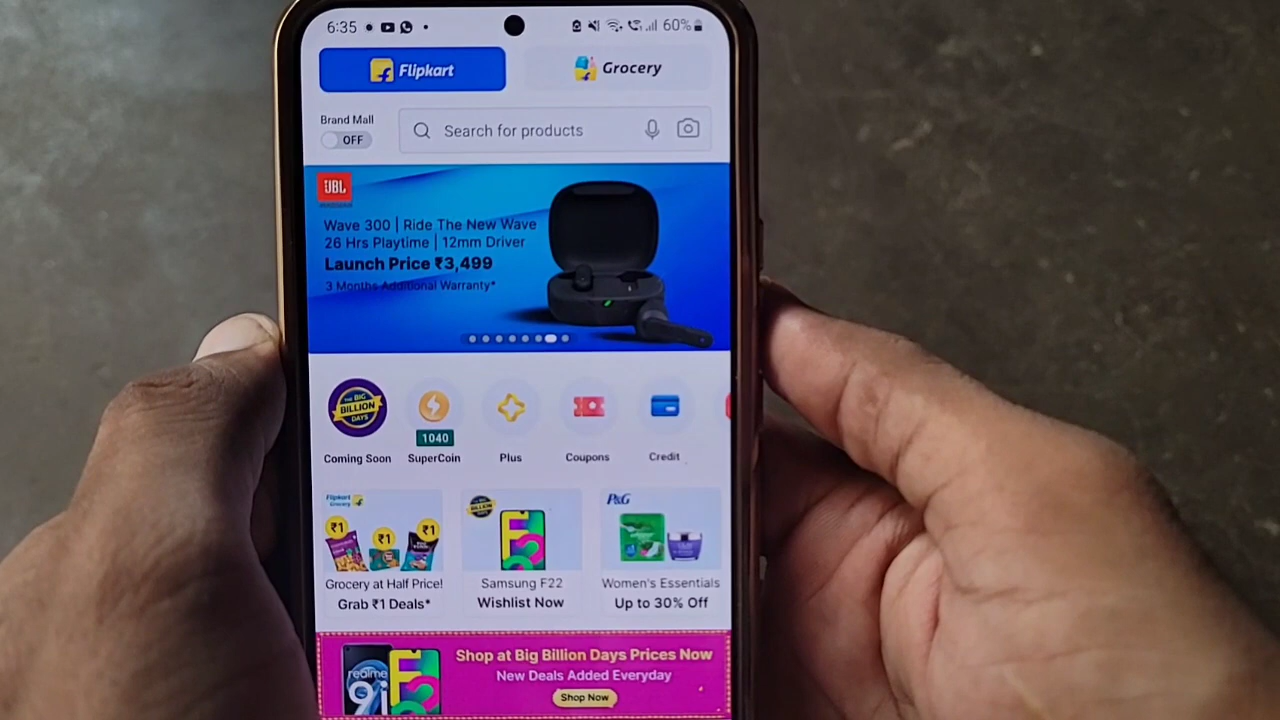 6:35
60%
Flipkart
Grocery
Brand Mall
OFF
Search for products
JBL
Wave 300 | Ride The New Wave
26 Hrs Playtime | 12mm Driver
Launch Price ₹3,499
3 Months Additional Warranty*
THE BIG
BILLION
DAYS
1040
Coming Soon
SuperCoin
Plus
Coupons
Credit
Flipkart
Grocery
₹1
₹1
₹1
BILLION
P&G
Grocery at Half Price!
Grab ₹1 Deals*
Samsung F22
Wishlist Now
Women's Essentials
Up to 30% Off
realme
9i
Shop at Big Billion Days Prices Now
New Deals Added Everyday
Shop Now